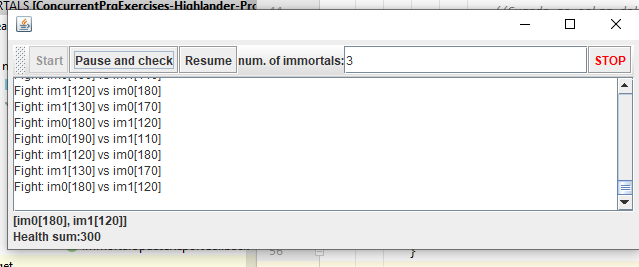 RTALS [ConcurrentPrgExercises-Highlander-Pro
Start Pause and check Resume num. of immortals: 3 STOP
Fight: im1[120] vs im0[180]
Fight: im1[130] vs im0[170]
Fight: im0[180] vs im1[120]
Fight: im0[190] vs im1[110]
Fight: im1[120] vs im0[180]
Fight: im1[130] vs im0[170]
Fight: im0[180] vs im1[120]
[im0[180], im1[120]]
Health sum:300
56 }